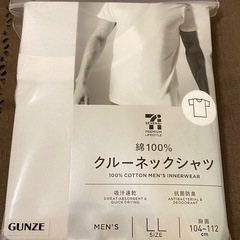 7i
SEVEN
PREMIUM
LIFESTYLE
綿100%
クルーネックシャツ
100% COTTON MEN'S INNERWEAR
吸汗速乾
SWEAT-ABSORBENT &
QUICK DRYING
抗菌防臭
ANTIBACTERIAL &
DEODORANT
GUNZE
MEN'S
LL
SIZE
胸囲
104-112
cm